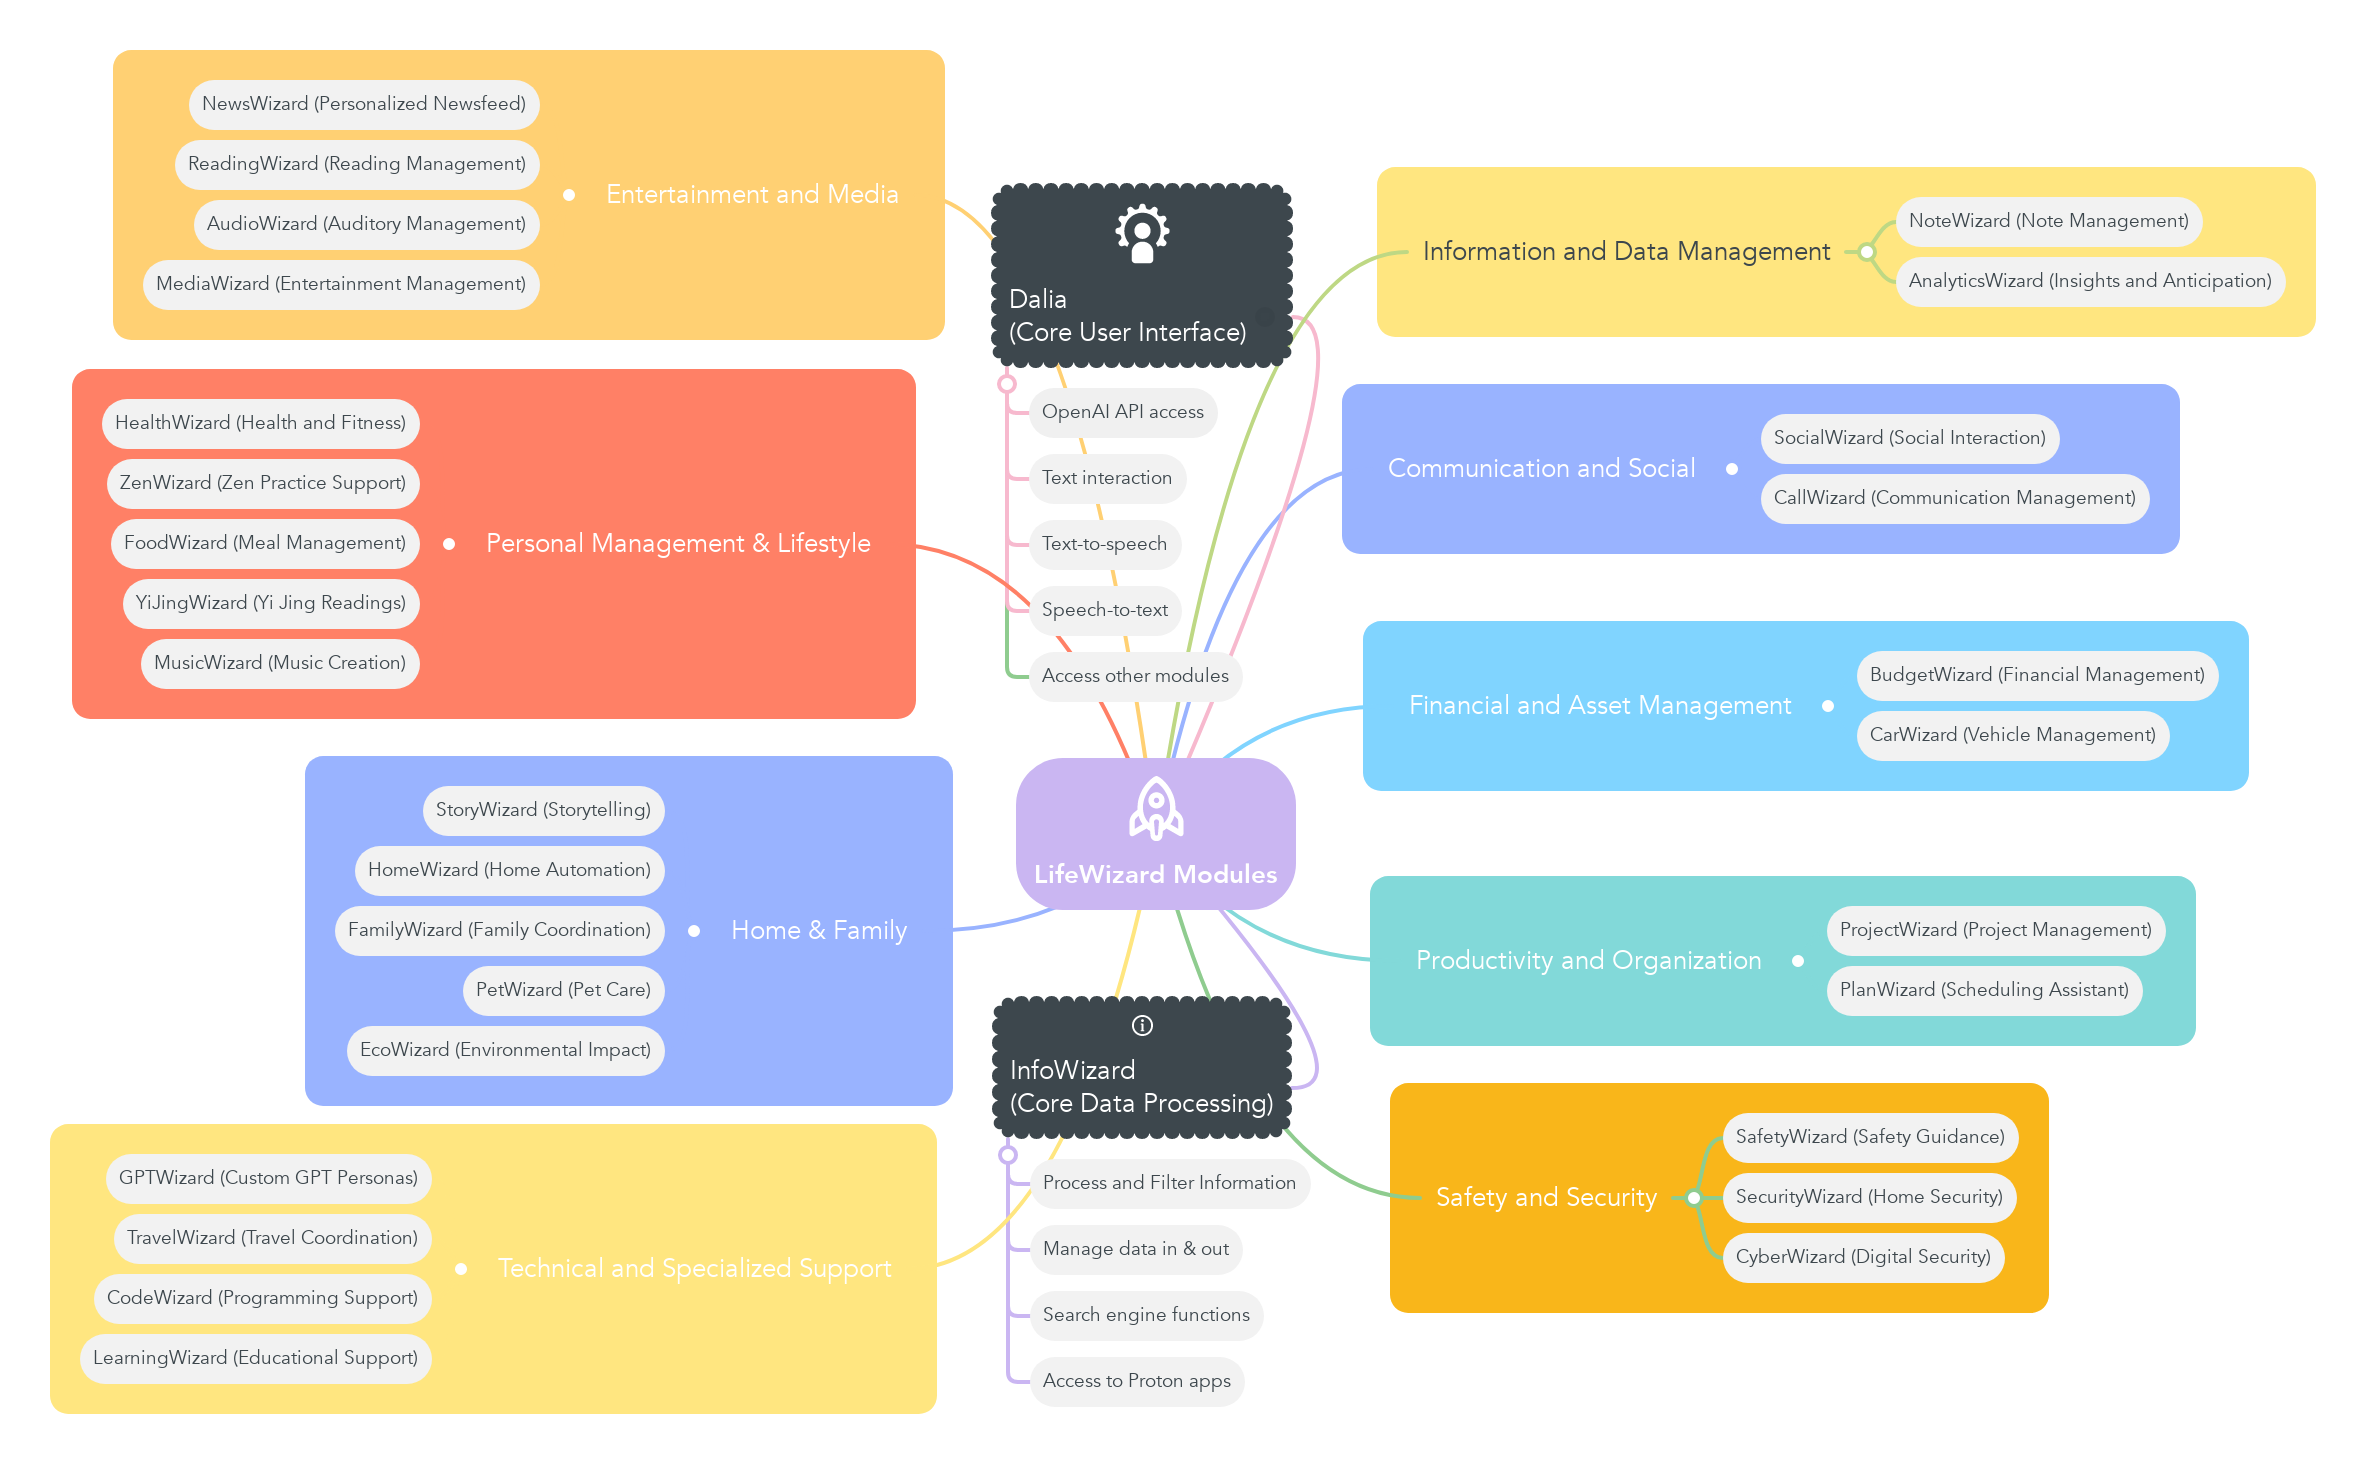 NewsWizard (Personalized Newsfeed)
ReadingWizard (Reading Management)
AudioWizard (Auditory Management)
MediaWizard (Entertainment Management)
Entertainment and Media
HealthWizard (Health and Fitness)
ZenWizard (Zen Practice Support)
FoodWizard (Meal Management)
YiJingWizard (Yi Jing Readings)
MusicWizard (Music Creation)
Personal Management & Lifestyle
StoryWizard (Storytelling)
HomeWizard (Home Automation)
FamilyWizard (Family Coordination)
PetWizard (Pet Care)
EcoWizard (Environmental Impact)
Home & Family
GPTWizard (Custom GPT Personas)
TravelWizard (Travel Coordination)
CodeWizard (Programming Support)
LearningWizard (Educational Support)
Technical and Specialized Support
Dalia
(Core User Interface)
OpenAI API access
Text interaction
Text-to-speech
Speech-to-text
Access other modules
LifeWizard Modules
InfoWizard
(Core Data Processing)
Process and Filter Information
Manage data in & out
Search engine functions
Access to Proton apps
Information and Data Management
NoteWizard (Note Management)
AnalyticsWizard (Insights and Anticipation)
Communication and Social
SocialWizard (Social Interaction)
CallWizard (Communication Management)
Financial and Asset Management
BudgetWizard (Financial Management)
CarWizard (Vehicle Management)
Productivity and Organization
ProjectWizard (Project Management)
PlanWizard (Scheduling Assistant)
Safety and Security
SafetyWizard (Safety Guidance)
SecurityWizard (Home Security)
CyberWizard (Digital Security)